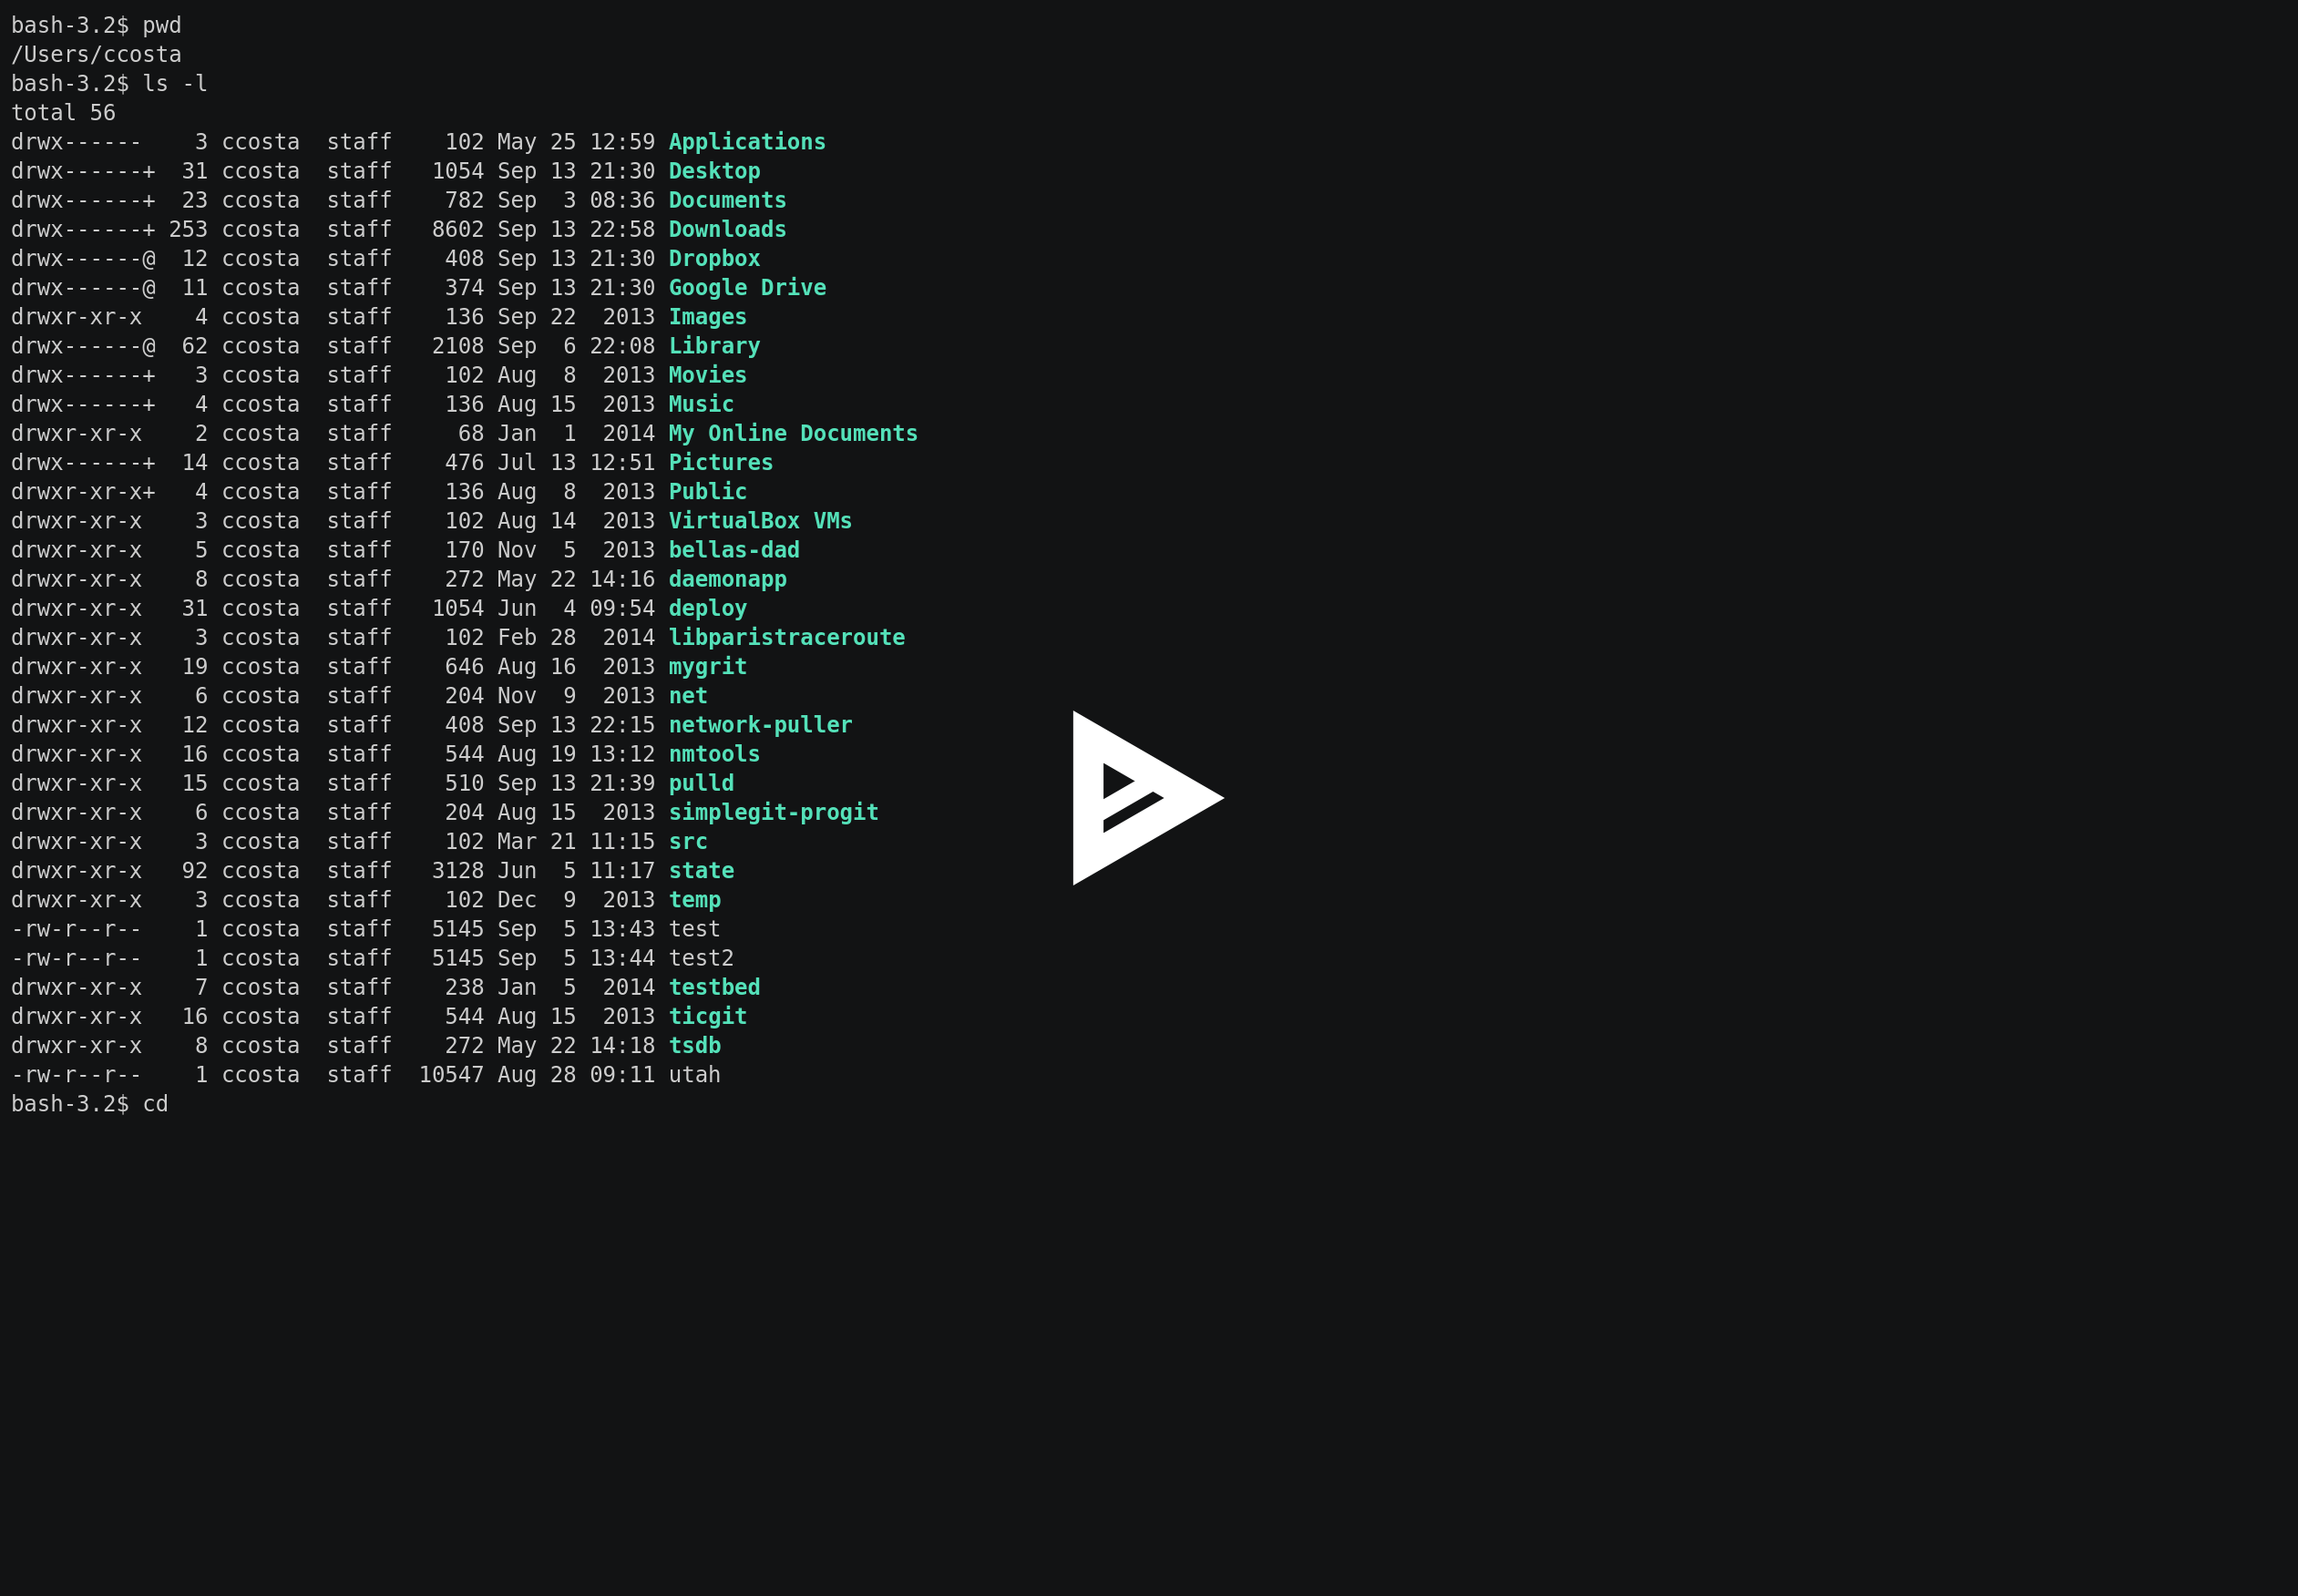 bash-3.2$ pwd
/Users/ccosta
bash-3.2$ ls -l
total 56
drwx------    3 ccosta  staff    102 May 25 12:59 Applications
drwx------+  31 ccosta  staff   1054 Sep 13 21:30 Desktop
drwx------+  23 ccosta  staff    782 Sep  3 08:36 Documents
drwx------+ 253 ccosta  staff   8602 Sep 13 22:58 Downloads
drwx------@  12 ccosta  staff    408 Sep 13 21:30 Dropbox
drwx------@  11 ccosta  staff    374 Sep 13 21:30 Google Drive
drwxr-xr-x    4 ccosta  staff    136 Sep 22  2013 Images
drwx------@  62 ccosta  staff   2108 Sep  6 22:08 Library
drwx------+   3 ccosta  staff    102 Aug  8  2013 Movies
drwx------+   4 ccosta  staff    136 Aug 15  2013 Music
drwxr-xr-x    2 ccosta  staff     68 Jan  1  2014 My Online Documents
drwx------+  14 ccosta  staff    476 Jul 13 12:51 Pictures
drwxr-xr-x+   4 ccosta  staff    136 Aug  8  2013 Public
drwxr-xr-x    3 ccosta  staff    102 Aug 14  2013 VirtualBox VMs
drwxr-xr-x    5 ccosta  staff    170 Nov  5  2013 bellas-dad
drwxr-xr-x    8 ccosta  staff    272 May 22 14:16 daemonapp
drwxr-xr-x   31 ccosta  staff   1054 Jun  4 09:54 deploy
drwxr-xr-x    3 ccosta  staff    102 Feb 28  2014 libparistraceroute
drwxr-xr-x   19 ccosta  staff    646 Aug 16  2013 mygrit
drwxr-xr-x    6 ccosta  staff    204 Nov  9  2013 net
drwxr-xr-x   12 ccosta  staff    408 Sep 13 22:15 network-puller
drwxr-xr-x   16 ccosta  staff    544 Aug 19 13:12 nmtools
drwxr-xr-x   15 ccosta  staff    510 Sep 13 21:39 pulld
drwxr-xr-x    6 ccosta  staff    204 Aug 15  2013 simplegit-progit
drwxr-xr-x    3 ccosta  staff    102 Mar 21 11:15 src
drwxr-xr-x   92 ccosta  staff   3128 Jun  5 11:17 state
drwxr-xr-x    3 ccosta  staff    102 Dec  9  2013 temp
-rw-r--r--    1 ccosta  staff   5145 Sep  5 13:43 test
-rw-r--r--    1 ccosta  staff   5145 Sep  5 13:44 test2
drwxr-xr-x    7 ccosta  staff    238 Jan  5  2014 testbed
drwxr-xr-x   16 ccosta  staff    544 Aug 15  2013 ticgit
drwxr-xr-x    8 ccosta  staff    272 May 22 14:18 tsdb
-rw-r--r--    1 ccosta  staff  10547 Aug 28 09:11 utah
bash-3.2$ cd